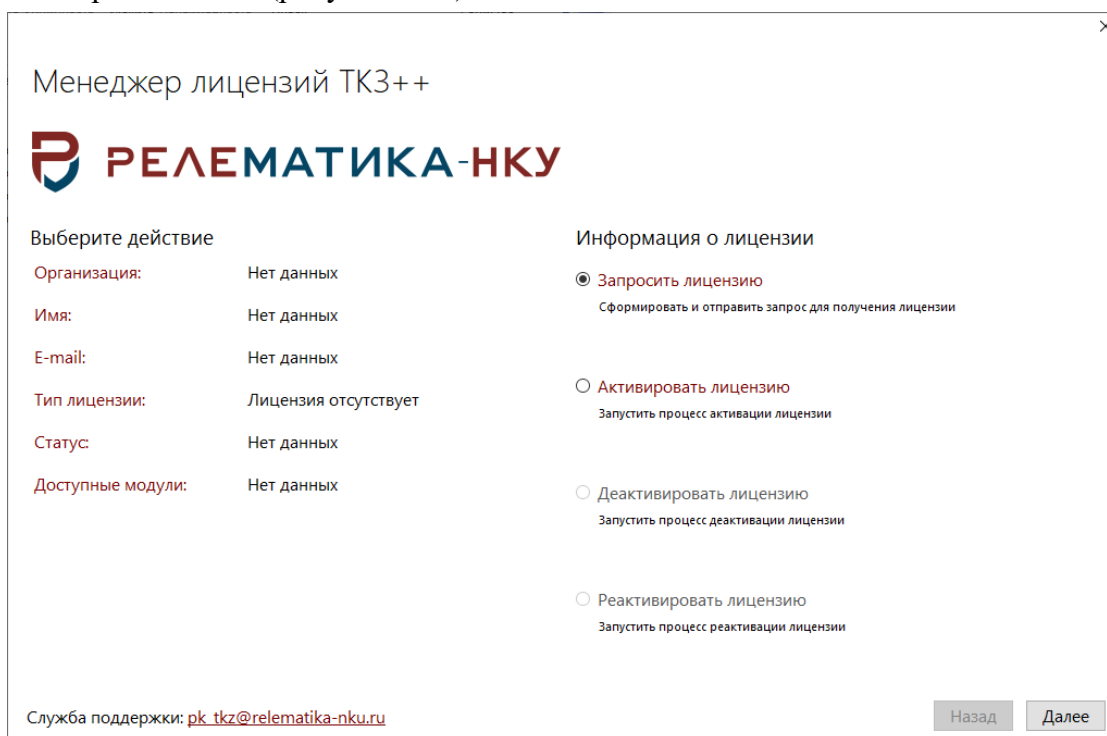 Менеджер лицензий ТКЗ++
РЕЛЕМАТИКА-НКУ
Выберите действие
Организация: Нет данных
Имя: Нет данных
E-mail: Нет данных
Тип лицензии: Лицензия отсутствует
Статус: Нет данных
Доступные модули: Нет данных
Информация о лицензии
Запросить лицензию
Сформировать и отправить запрос для получения лицензии
Активировать лицензию
Запустить процесс активации лицензии
Деактивировать лицензию
Запустить процесс деактивации лицензии
Реактивировать лицензию
Запустить процесс реактивации лицензии
Служба поддержки: pk_tkz@relematika-nku.ru
Назад Далее